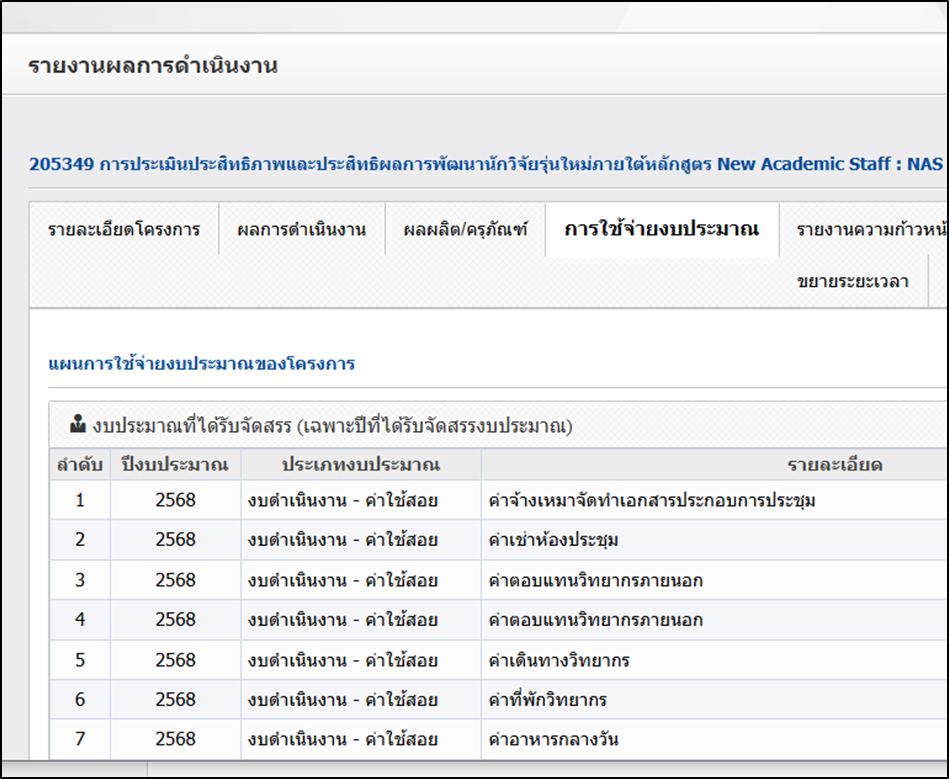 รายงานผลการดำเนินงาน
205349 การประเมินประสิทธิภาพและประสิทธิผลการพัฒนานักวิจัยรุ่นใหม่ภายใต้หลักสูตร New Academic Staff : NAS
รายละเอียดโครงการ ผลการดำเนินงาน ผลผลิต/ครุภัณฑ์ การใช้จ่ายงบประมาณ รายงานความก้าวหน้
ขยายระยะเวลา
แผนการใช้จ่ายงบประมาณของโครงการ
งบประมาณที่ได้รับจัดสรร (เฉพาะปีที่ได้รับจัดสรรงบประมาณ)
ลำดับ ปีงบประมาณ ประเภทงบประมาณ รายละเอียด
1 2568 งบดำเนินงาน - ค่าใช้สอย ค่าจ้างเหมาจัดทำเอกสารประกอบการประชุม
2 2568 งบดำเนินงาน - ค่าใช้สอย ค่าเช่าห้องประชุม
3 2568 งบดำเนินงาน - ค่าใช้สอย ค่าตอบแทนวิทยากรภายนอก
4 2568 งบดำเนินงาน - ค่าใช้สอย ค่าตอบแทนวิทยากรภายนอก
5 2568 งบดำเนินงาน - ค่าใช้สอย ค่าเดินทางวิทยากร
6 2568 งบดำเนินงาน - ค่าใช้สอย ค่าที่พักวิทยากร
7 2568 งบดำเนินงาน - ค่าใช้สอย ค่าอาหารกลางวัน